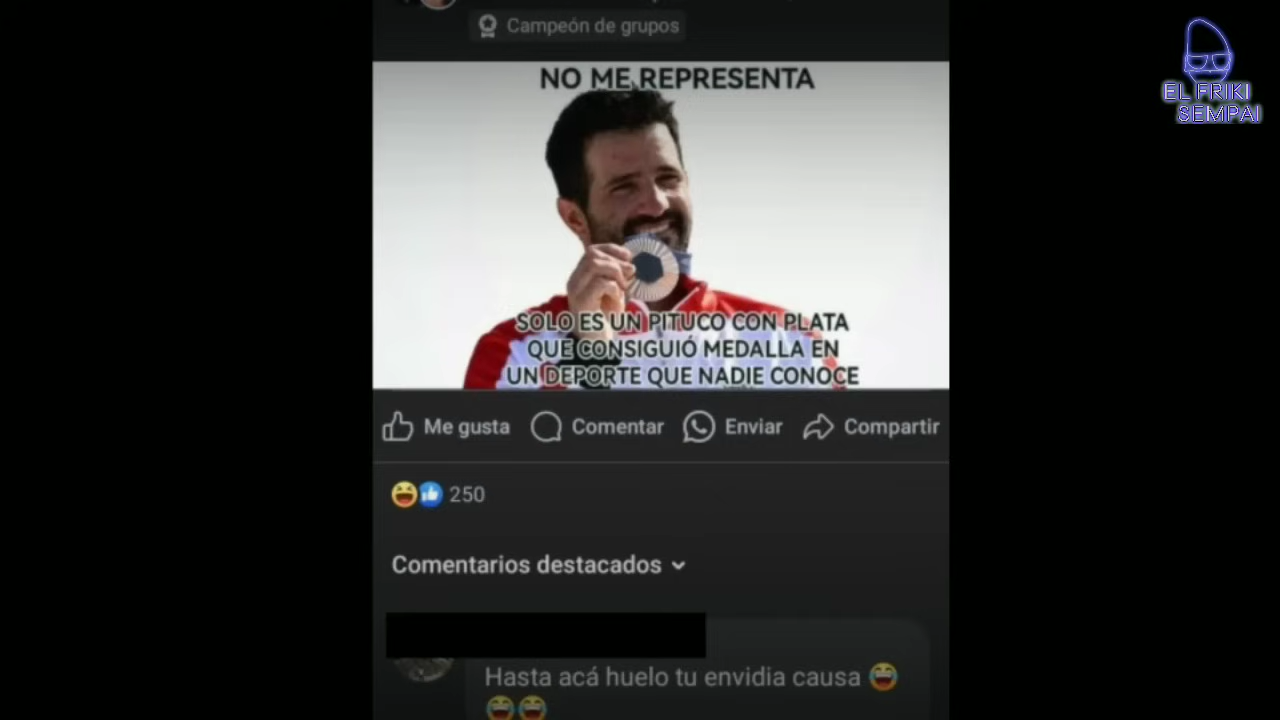 Campeón de grupos
EL FRIKI
SEMPAI
NO ME REPRESENTA
SOLO ES UN PITUCO CON PLATA
QUE CONSIGUIÓ MEDALLA EN
UN DEPORTE QUE NADIE CONOCE
Me gusta Comentar Enviar Compartir
250
Comentarios destacados
Hasta acá huelo tu envidia causa 😂
😂😂